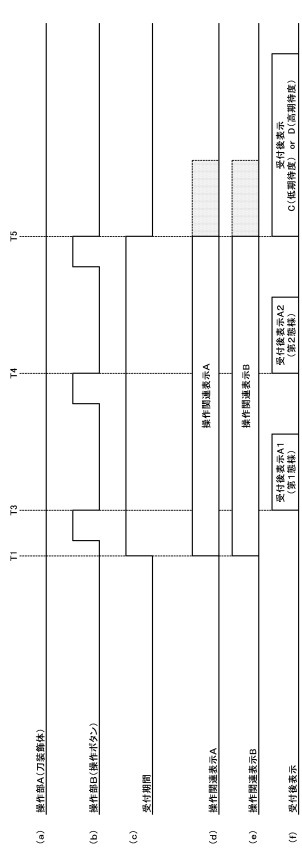 T1
T3
T4
T5
(a) 操作部A(刀装飾体)
(b) 操作部B(操作ボタン)
(c) 受付期間
(d) 操作関連表示A
操作関連表示A
(e) 操作関連表示B
操作関連表示B
(f) 受付後表示
受付後表示A1
(第1態様)
受付後表示A2
(第2態様)
受付後表示
C(低期待度) or D(高期待度)